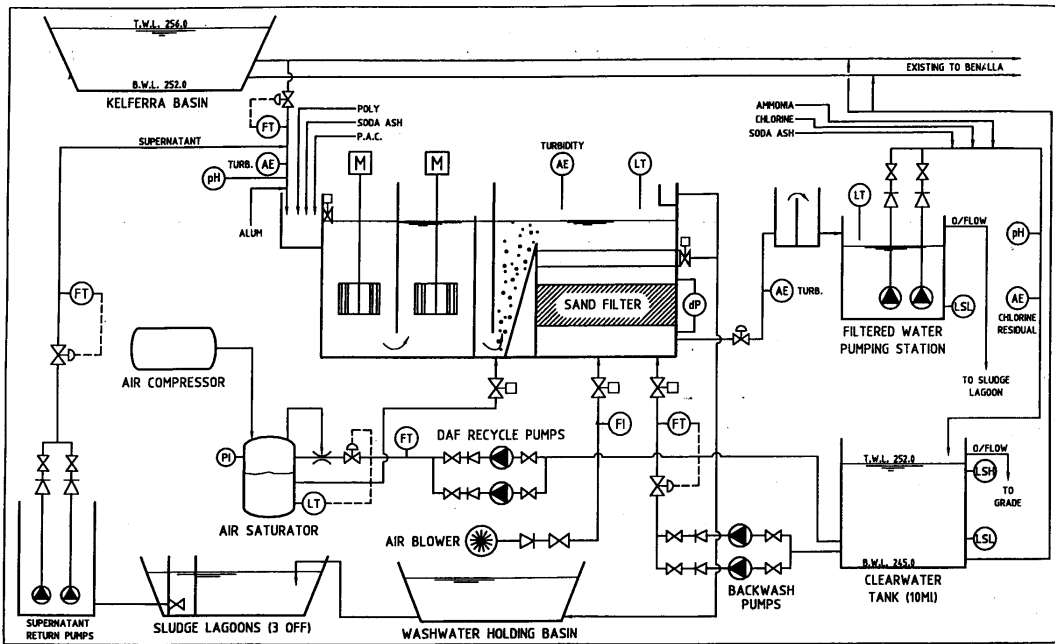 T.W.L. 256.0
B.W.L. 252.0
KELFERRA BASIN
EXISTING TO BENALLA
FT
POLY
SODA ASH
P.A.C.
SUPERNATANT
TURB.
AE
pH
ALUM
M
M
TURBIDITY
AE
LT
AMMONIA
CHLORINE
SODA ASH
LT
O/FLOW
pH
AE
CHLORINE
RESIDUAL
SAND FILTER
dP
AE
TURB.
LSL
FILTERED WATER
PUMPING STATION
TO SLUDGE
LAGOON
FT
AIR COMPRESSOR
PI
FT
DAF RECYCLE PUMPS
FI
FT
LT
AIR SATURATOR
T.W.L. 252.0
O/FLOW
LSH
TO
GRADE
LSL
B.W.L. 245.0
CLEARWATER
TANK (10Ml)
AIR BLOWER
BACKWASH
PUMPS
SUPERNATANT
RETURN PUMPS
SLUDGE LAGOONS (3 OFF)
WASHWATER HOLDING BASIN